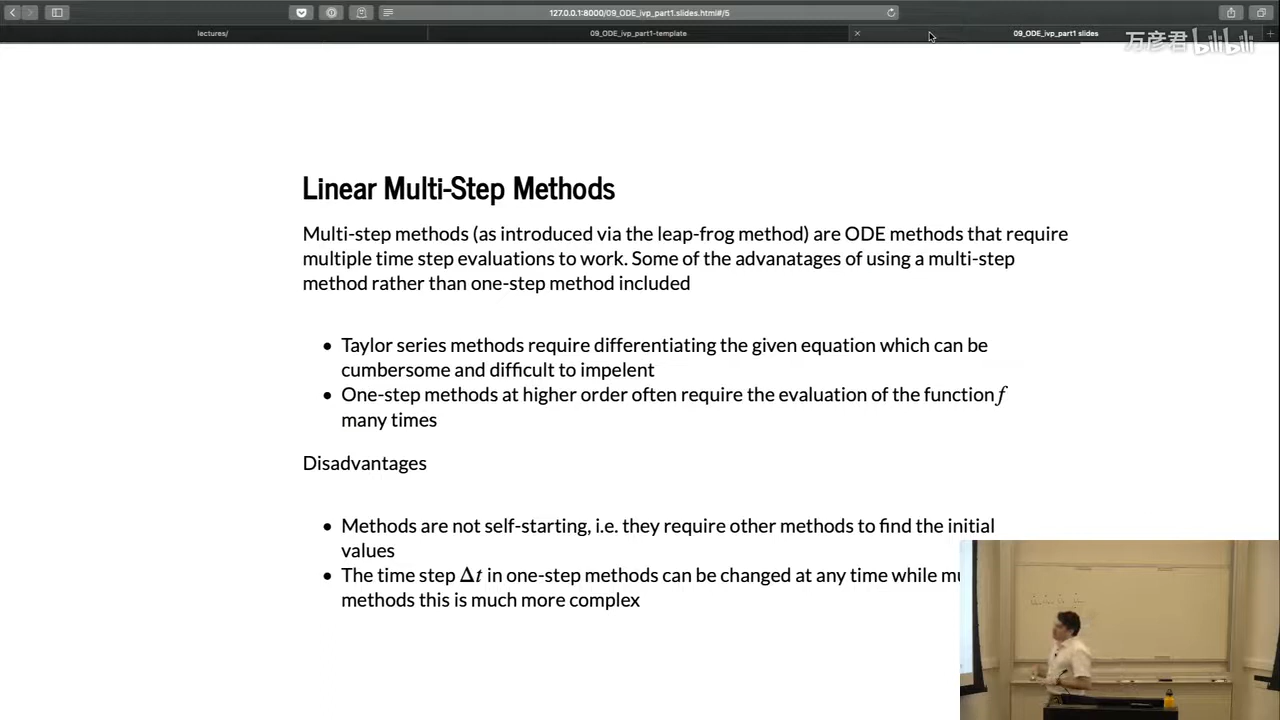 127.0.0.1:8000/09_ODE_ivp_part1.slides.html#/5
lectures/
09_ODE_ivp_part1-template
09_ODE_ivp_part1 slides
万彦君 bilibili
Linear Multi-Step Methods
Multi-step methods (as introduced via the leap-frog method) are ODE methods that require
multiple time step evaluations to work. Some of the advanatages of using a multi-step
method rather than one-step method included
• Taylor series methods require differentiating the given equation which can be
cumbersome and difficult to impelent
• One-step methods at higher order often require the evaluation of the function f
many times
Disadvantages
• Methods are not self-starting, i.e. they require other methods to find the initial
values
• The time step Δt in one-step methods can be changed at any time while
methods this is much more complex